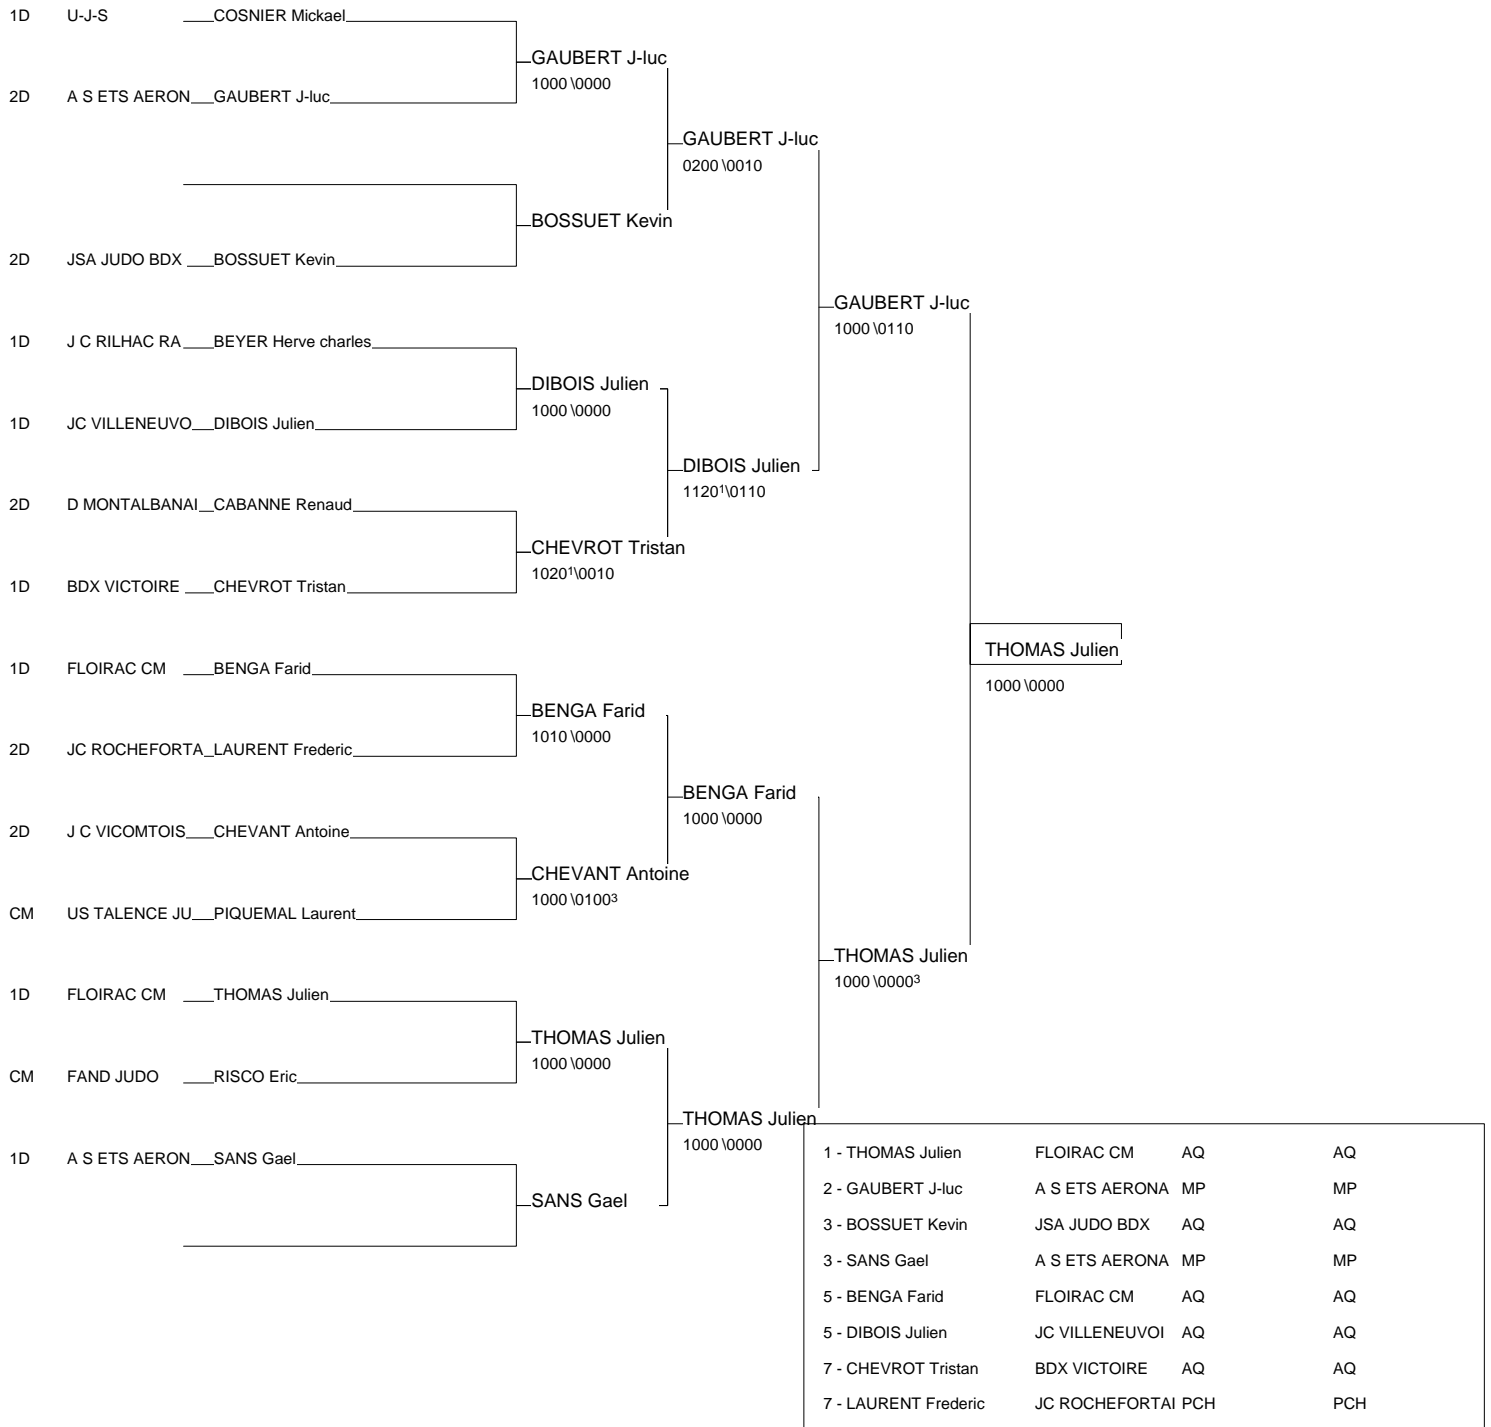 1D U-J-S COSNIER Mickael
GAUBERT J-luc
1000 \0000
2D A S ETS AERON GAUBERT J-luc
GAUBERT J-luc
0200 \0010
BOSSUET Kevin
2D JSA JUDO BDX BOSSUET Kevin
GAUBERT J-luc
1000 \0110
1D J C RILHAC RA BEYER Herve charles
DIBOIS Julien
1000 \0000
1D JC VILLENEUVO DIBOIS Julien
DIBOIS Julien
1120¹\0110
2D D MONTALBANAI CABANNE Renaud
CHEVROT Tristan
1020¹\0010
1D BDX VICTOIRE CHEVROT Tristan
THOMAS Julien
1000 \0000
1D FLOIRAC CM BENGA Farid
BENGA Farid
1010 \0000
2D JC ROCHEFORTA LAURENT Frederic
BENGA Farid
1000 \0000
2D J C VICOMTOIS CHEVANT Antoine
CHEVANT Antoine
1000 \0100³
CM US TALENCE JU PIQUEMAL Laurent
THOMAS Julien
1000 \0000³
1D FLOIRAC CM THOMAS Julien
THOMAS Julien
1000 \0000
CM FAND JUDO RISCO Eric
THOMAS Julien
1000 \0000
1D A S ETS AERON SANS Gael
SANS Gael
1 - THOMAS Julien FLOIRAC CM AQ AQ
2 - GAUBERT J-luc A S ETS AERONA MP MP
3 - BOSSUET Kevin JSA JUDO BDX AQ AQ
3 - SANS Gael A S ETS AERONA MP MP
5 - BENGA Farid FLOIRAC CM AQ AQ
5 - DIBOIS Julien JC VILLENEUVOI AQ AQ
7 - CHEVROT Tristan BDX VICTOIRE AQ AQ
7 - LAURENT Frederic JC ROCHEFORTAI PCH PCH